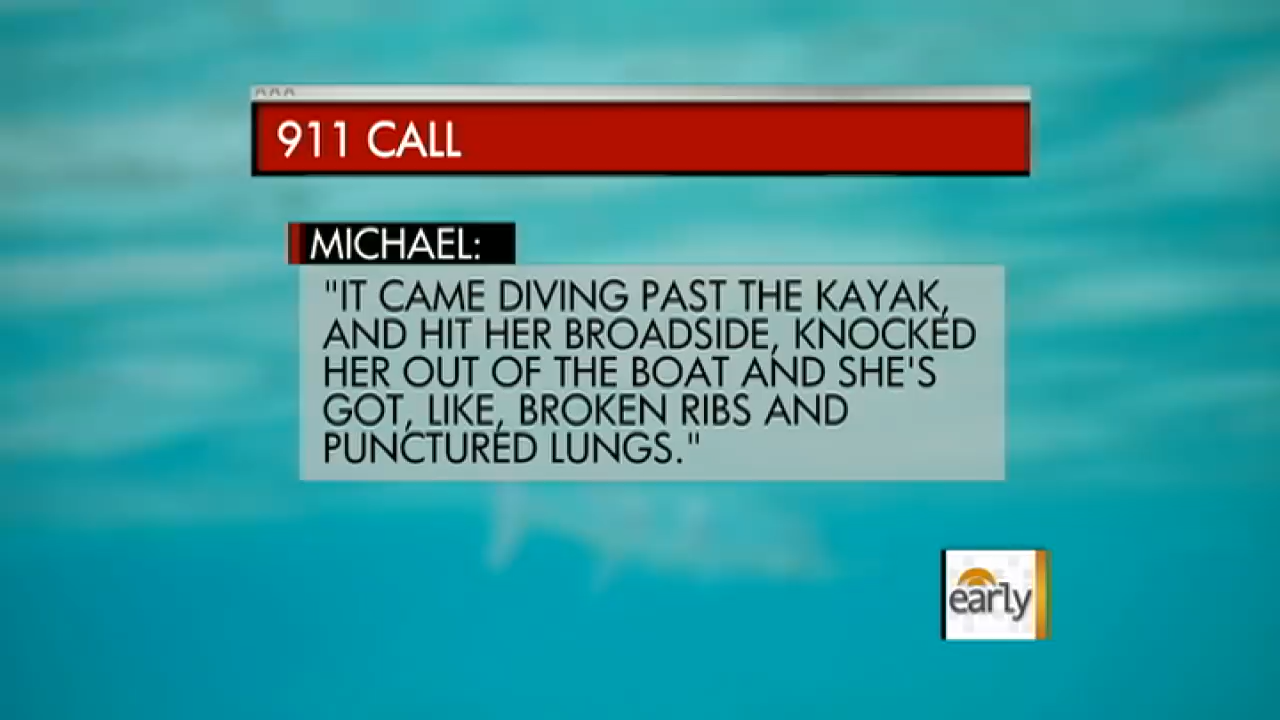 911 CALL
MICHAEL:
"IT CAME DIVING PAST THE KAYAK,
AND HIT HER BROADSIDE, KNOCKED
HER OUT OF THE BOAT AND SHE'S
GOT, LIKE, BROKEN RIBS AND
PUNCTURED LUNGS."
early